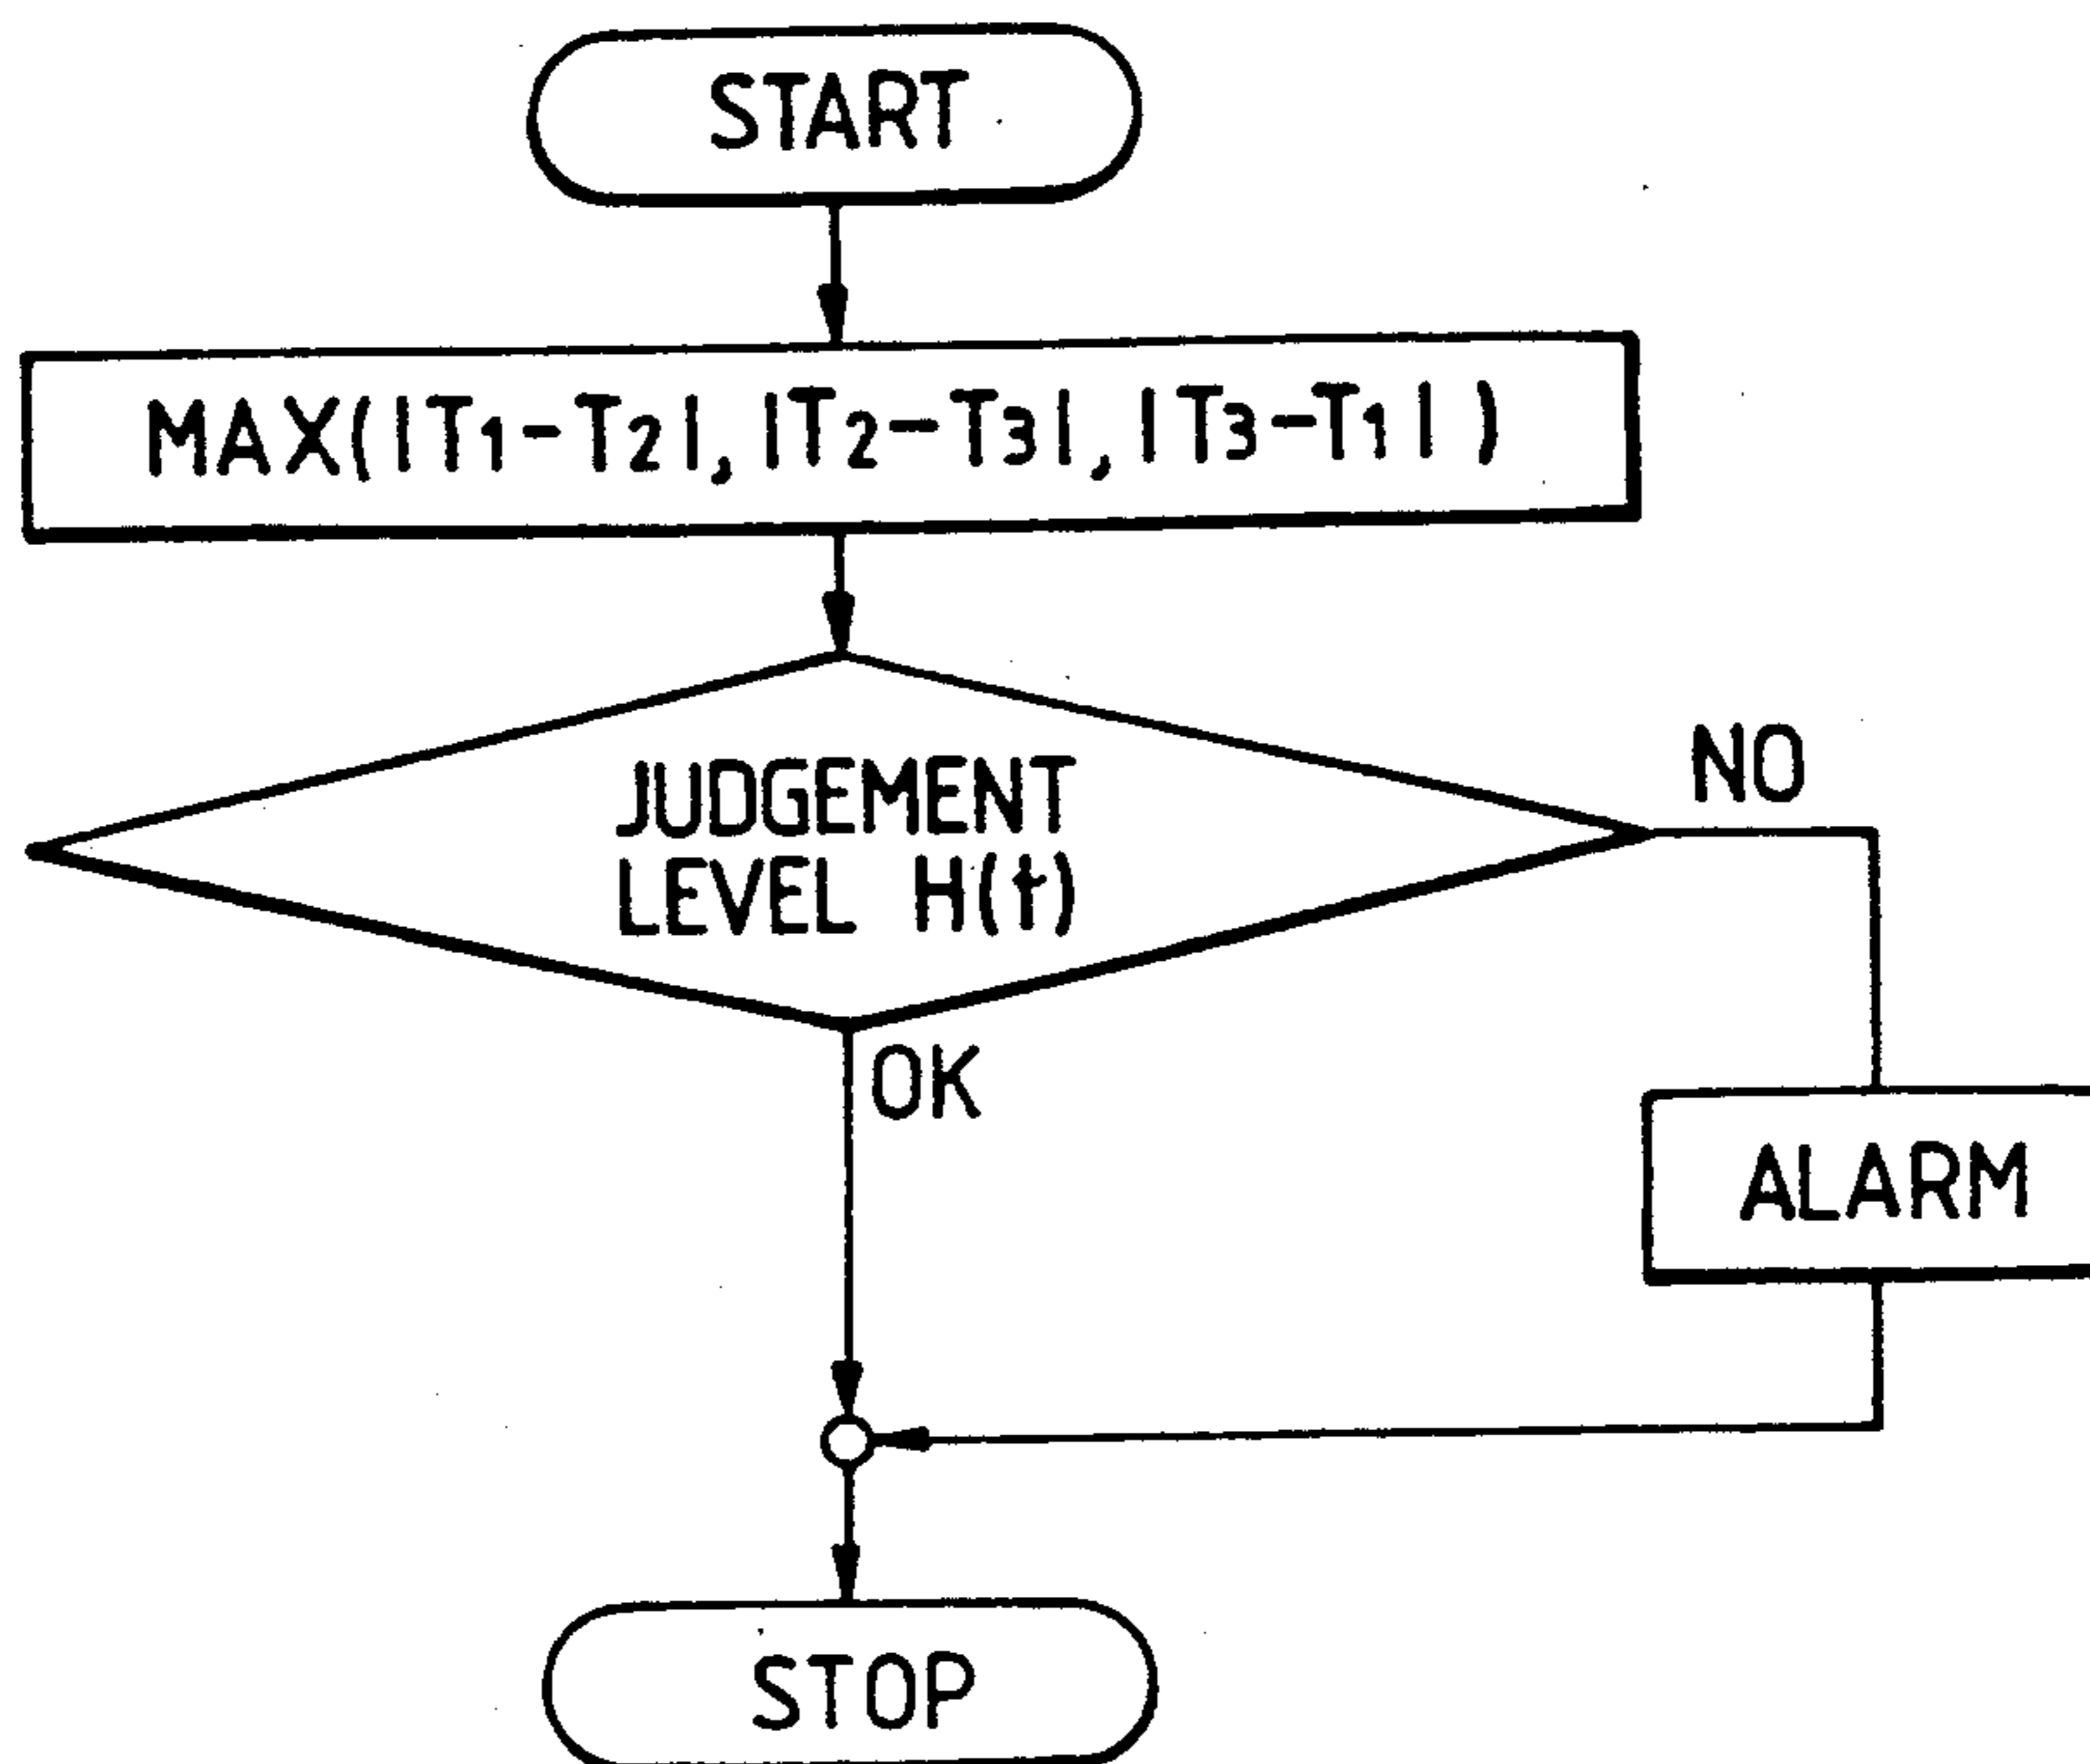 START
MAX(|T1-T2|, |T2-T3|, |T3-T1|)
JUDGEMENT
LEVEL H(t)
NO
OK
ALARM
STOP